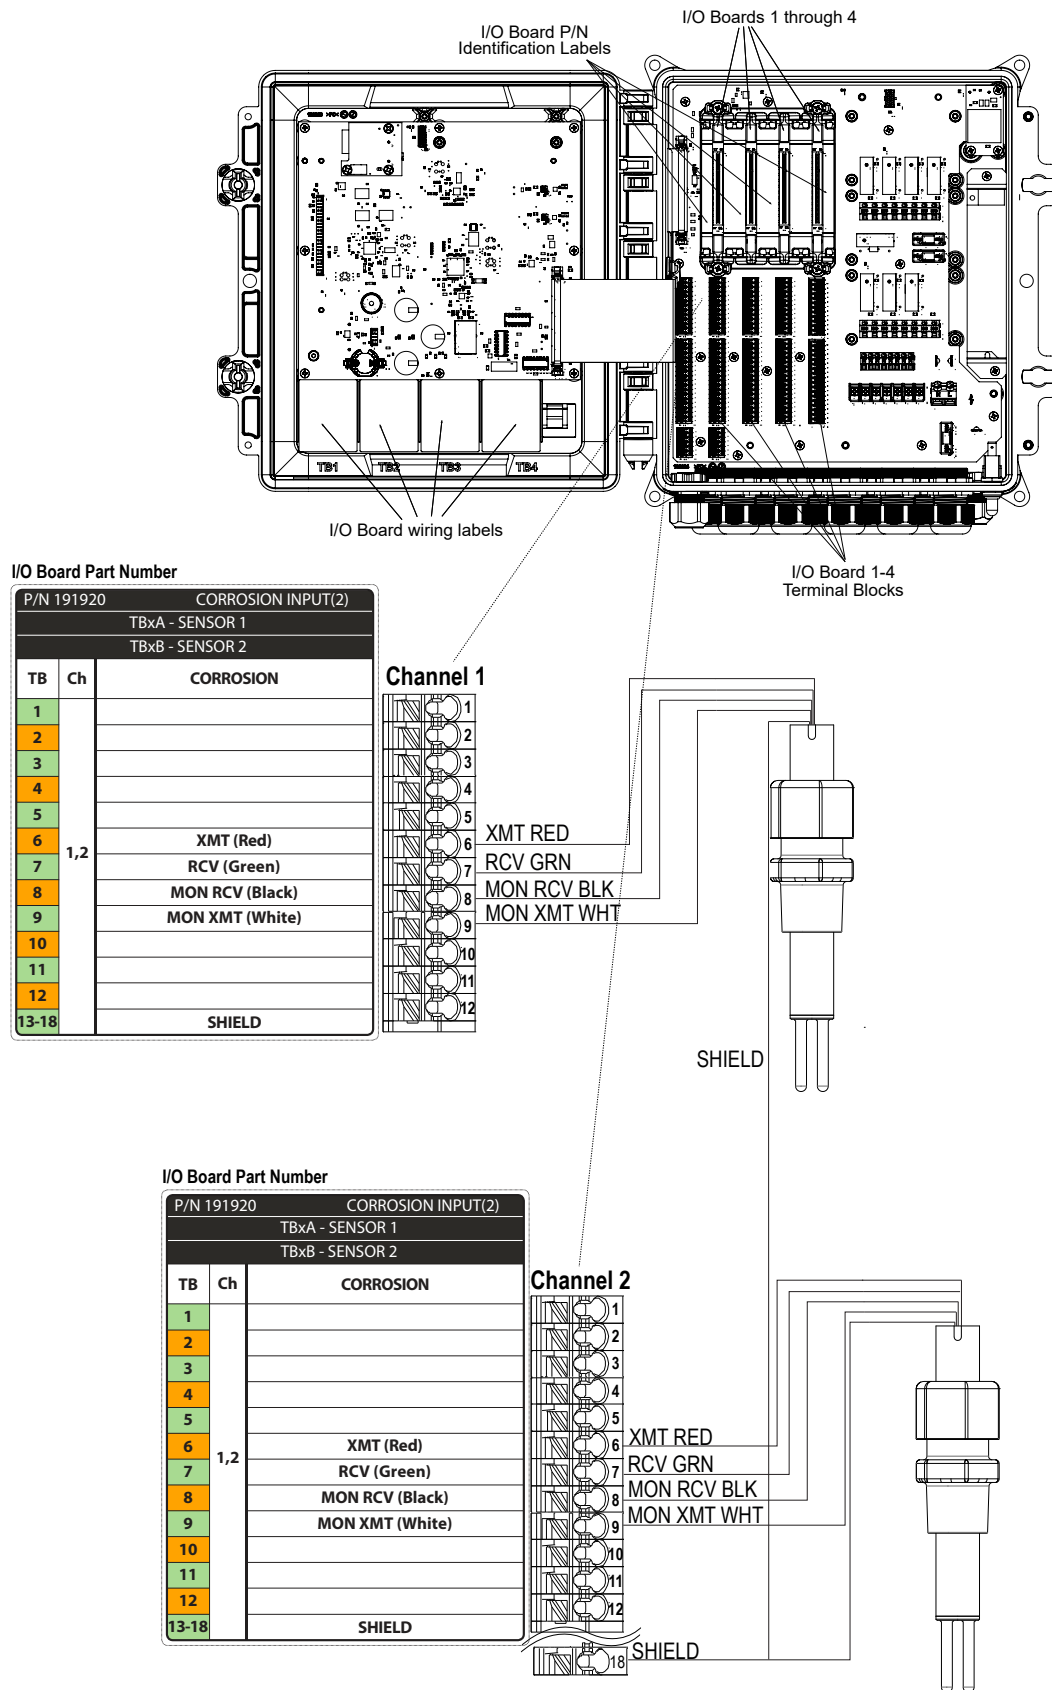 I/O Boards 1 through 4
I/O Board P/N
Identification Labels
TB1
TB2
TB3
TB4
I/O Board wiring labels
I/O Board 1-4
Terminal Blocks
I/O Board Part Number
P/N 191920 CORROSION INPUT(2)
TBxA - SENSOR 1
TBxB - SENSOR 2
TB Ch CORROSION
1
2
3
4
5
6 XMT (Red)
1,2
7 RCV (Green)
8 MON RCV (Black)
9 MON XMT (White)
10
11
12
13-18 SHIELD
Channel 1
1
2
3
4
5
6 XMT RED
7 RCV GRN
8 MON RCV BLK
9 MON XMT WHT
10
11
12
SHIELD
I/O Board Part Number
P/N 191920 CORROSION INPUT(2)
TBxA - SENSOR 1
TBxB - SENSOR 2
TB Ch CORROSION
1
2
3
4
5
6 XMT (Red)
1,2
7 RCV (Green)
8 MON RCV (Black)
9 MON XMT (White)
10
11
12
13-18 SHIELD
Channel 2
1
2
3
4
5
6 XMT RED
7 RCV GRN
8 MON RCV BLK
9 MON XMT WHT
10
11
12
18 SHIELD